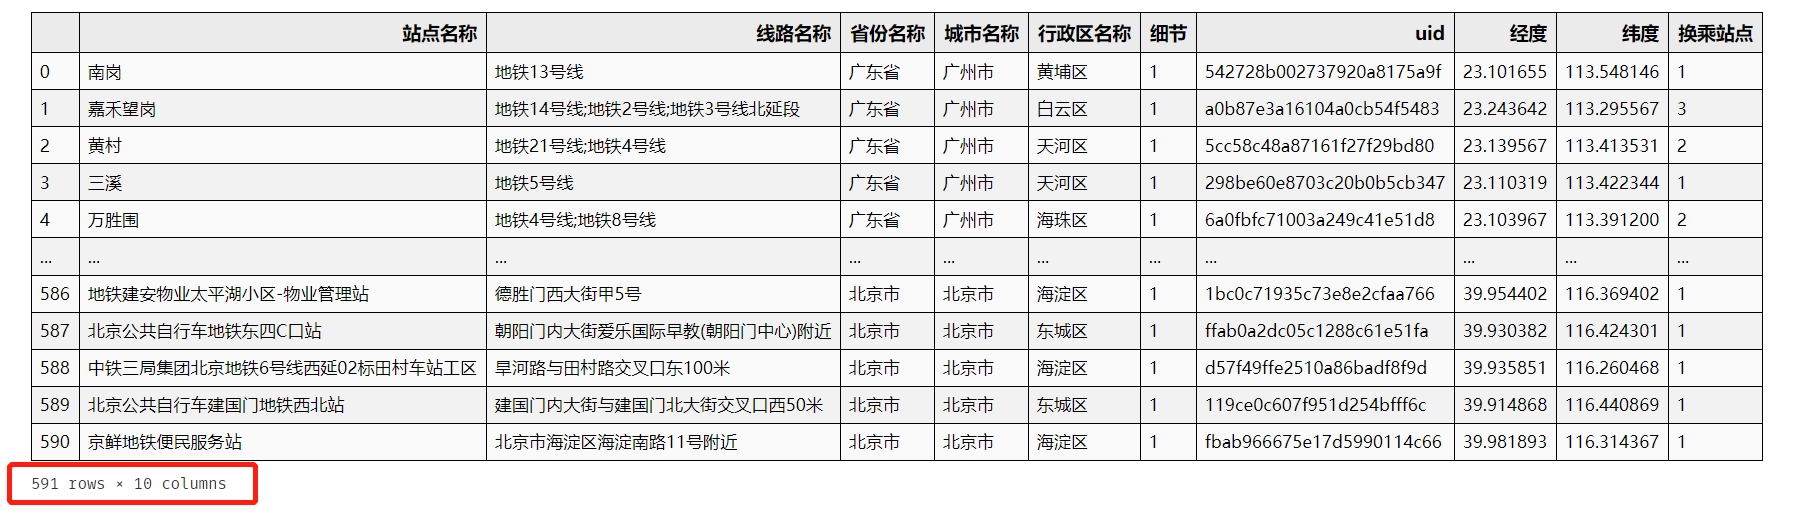 站点名称 线路名称 省份名称 城市名称 行政区名称 细节 uid 经度 纬度 换乘站点
0 南岗 地铁13号线 广东省 广州市 黄埔区 1 542728b002737920a8175a9f 23.101655 113.548146 1
1 嘉禾望岗 地铁14号线;地铁2号线;地铁3号线北延段 广东省 广州市 白云区 1 a0b87e3a16104a0cb54f5483 23.243642 113.295567 3
2 黄村 地铁21号线;地铁4号线 广东省 广州市 天河区 1 5cc58c48a87161f27f29bd80 23.139567 113.413531 2
3 三溪 地铁5号线 广东省 广州市 天河区 1 298be60e8703c20b0b5cb347 23.110319 113.422344 1
4 万胜围 地铁4号线;地铁8号线 广东省 广州市 海珠区 1 6a0fbfc71003a249c41e51d8 23.103967 113.391200 2
... ... ... ... ... ... ... ... ... ... ...
586 地铁建安物业太平湖小区-物业管理站 德胜门西大街甲5号 北京市 北京市 海淀区 1 1bc0c71935c73e8e2cfaa766 39.954402 116.369402 1
587 北京公共自行车地铁东四C口站 朝阳门内大街爱乐国际早教(朝阳门中心)附近 北京市 北京市 东城区 1 ffab0a2dc05c1288c61e51fa 39.930382 116.424301 1
588 中铁三局集团北京地铁6号线西延02标田村车站工区 旱河路与田村路交叉口东100米 北京市 北京市 海淀区 1 d57f49ffe2510a86badf8f9d 39.935851 116.260468 1
589 北京公共自行车建国门地铁西北站 建国门内大街与建国门北大街交叉口西50米 北京市 北京市 东城区 1 119ce0c607f951d254bfff6c 39.914868 116.440869 1
590 京鲜地铁便民服务站 北京市海淀区海淀南路11号附近 北京市 北京市 海淀区 1 fbab966675e17d5990114c66 39.981893 116.314367 1
591 rows × 10 columns